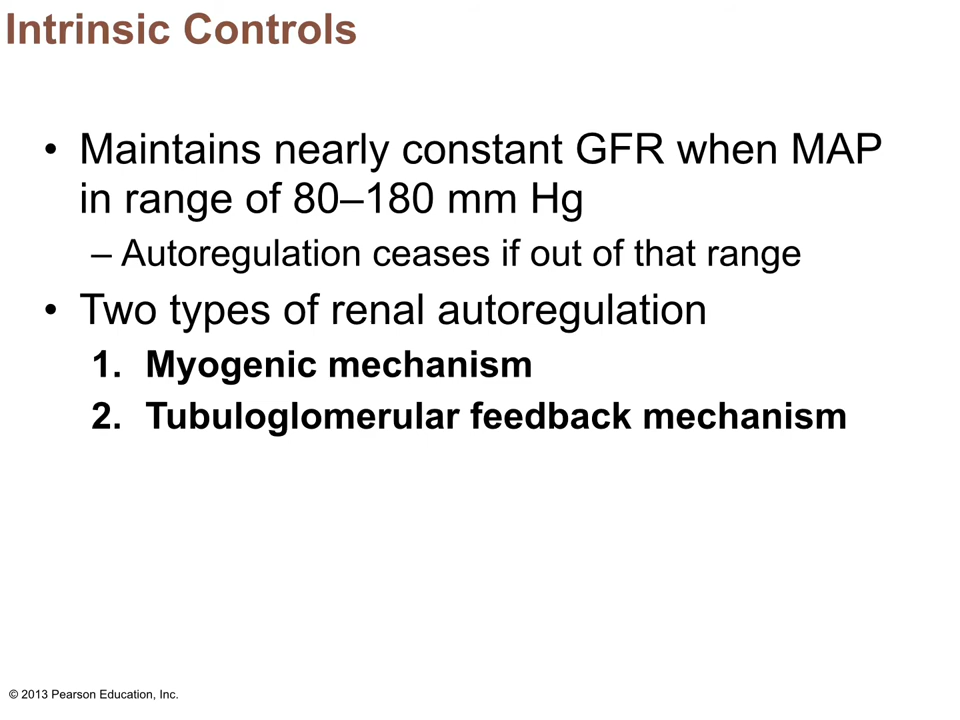 Intrinsic Controls
• Maintains nearly constant GFR when MAP
in range of 80–180 mm Hg
– Autoregulation ceases if out of that range
• Two types of renal autoregulation
1. Myogenic mechanism
2. Tubuloglomerular feedback mechanism
© 2013 Pearson Education, Inc.